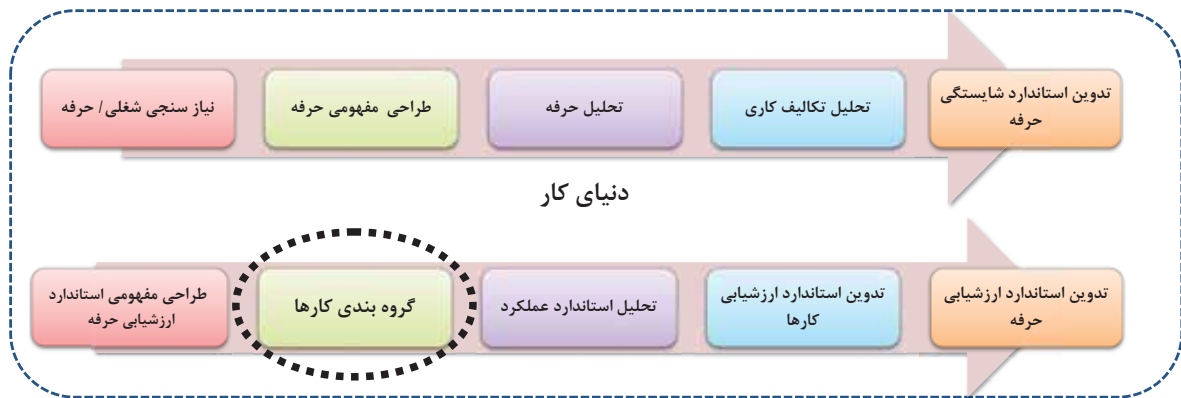 نیاز سنجی شغلی/ حرفه
طراحی مفهومی حرفه
تحلیل حرفه
تحلیل تکالیف کاری
تدوین استاندارد شایستگی
حرفه
دنیای کار
طراحی مفهومی استاندارد
ارزشیابی حرفه
گروه بندی کارها
تحلیل استاندارد عملکرد
تدوین استاندارد ارزشیابی
کارها
تدوین استاندارد ارزشیابی
حرفه